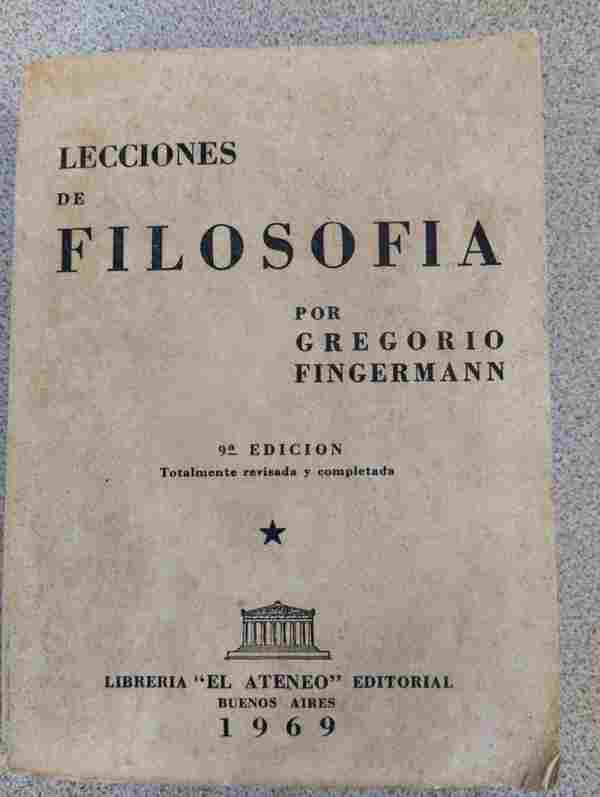 LECCIONES
DE
FILOSOFIA
POR
GREGORIO
FINGERMANN
9ª EDICION
Totalmente revisada y completada
LIBRERIA "EL ATENEO" EDITORIAL
BUENOS AIRES
1969